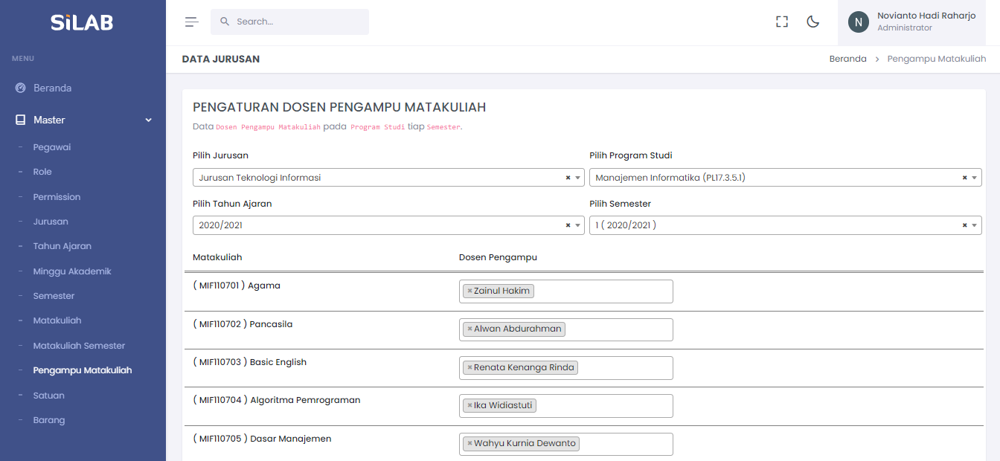 SiLAB
Search...
N
Novianto Hadi Raharjo
Administrator
MENU
DATA JURUSAN
Beranda > Pengampu Matakuliah
Beranda
Master
- Pegawai
- Role
- Permission
- Jurusan
- Tahun Ajaran
- Minggu Akademik
- Semester
- Matakuliah
- Matakuliah Semester
- Pengampu Matakuliah
- Satuan
- Barang
PENGATURAN DOSEN PENGAMPU MATAKULIAH
Data Dosen Pengampu Matakuliah pada Program Studi tiap Semester.
Pilih Jurusan
Jurusan Teknologi Informasi ×
Pilih Program Studi
Manajemen Informatika (PL17.3.5.1) ×
Pilih Tahun Ajaran
2020/2021 ×
Pilih Semester
1 ( 2020/2021 ) ×
Matakuliah Dosen Pengampu
( MIF110701 ) Agama ×Zainul Hakim
( MIF110702 ) Pancasila ×Alwan Abdurahman
( MIF110703 ) Basic English ×Renata Kenanga Rinda
( MIF110704 ) Algoritma Pemrograman ×Ika Widiastuti
( MIF110705 ) Dasar Manajemen ×Wahyu Kurnia Dewanto